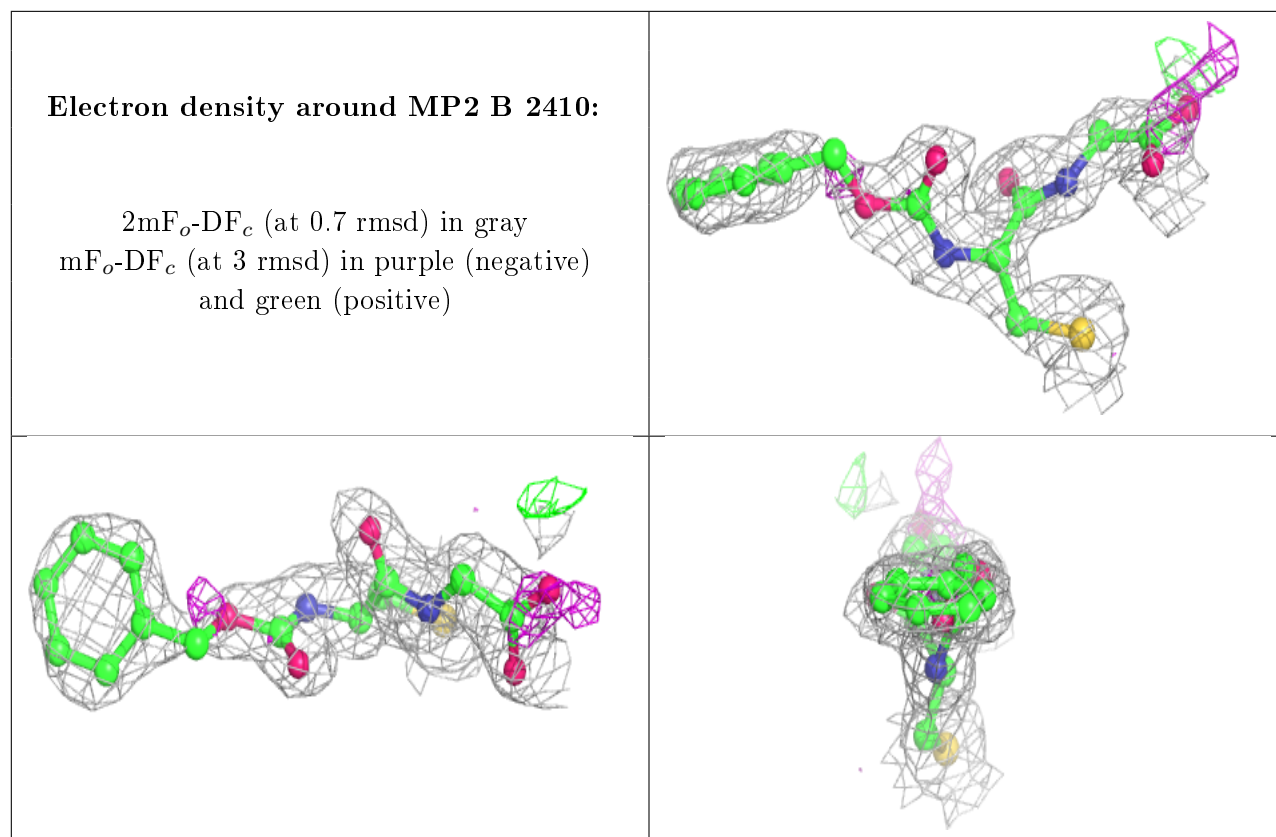 Electron density around MP2 B 2410:
2mFₒ-DF𝒸 (at 0.7 rmsd) in gray
mFₒ-DF𝒸 (at 3 rmsd) in purple (negative)
and green (positive)